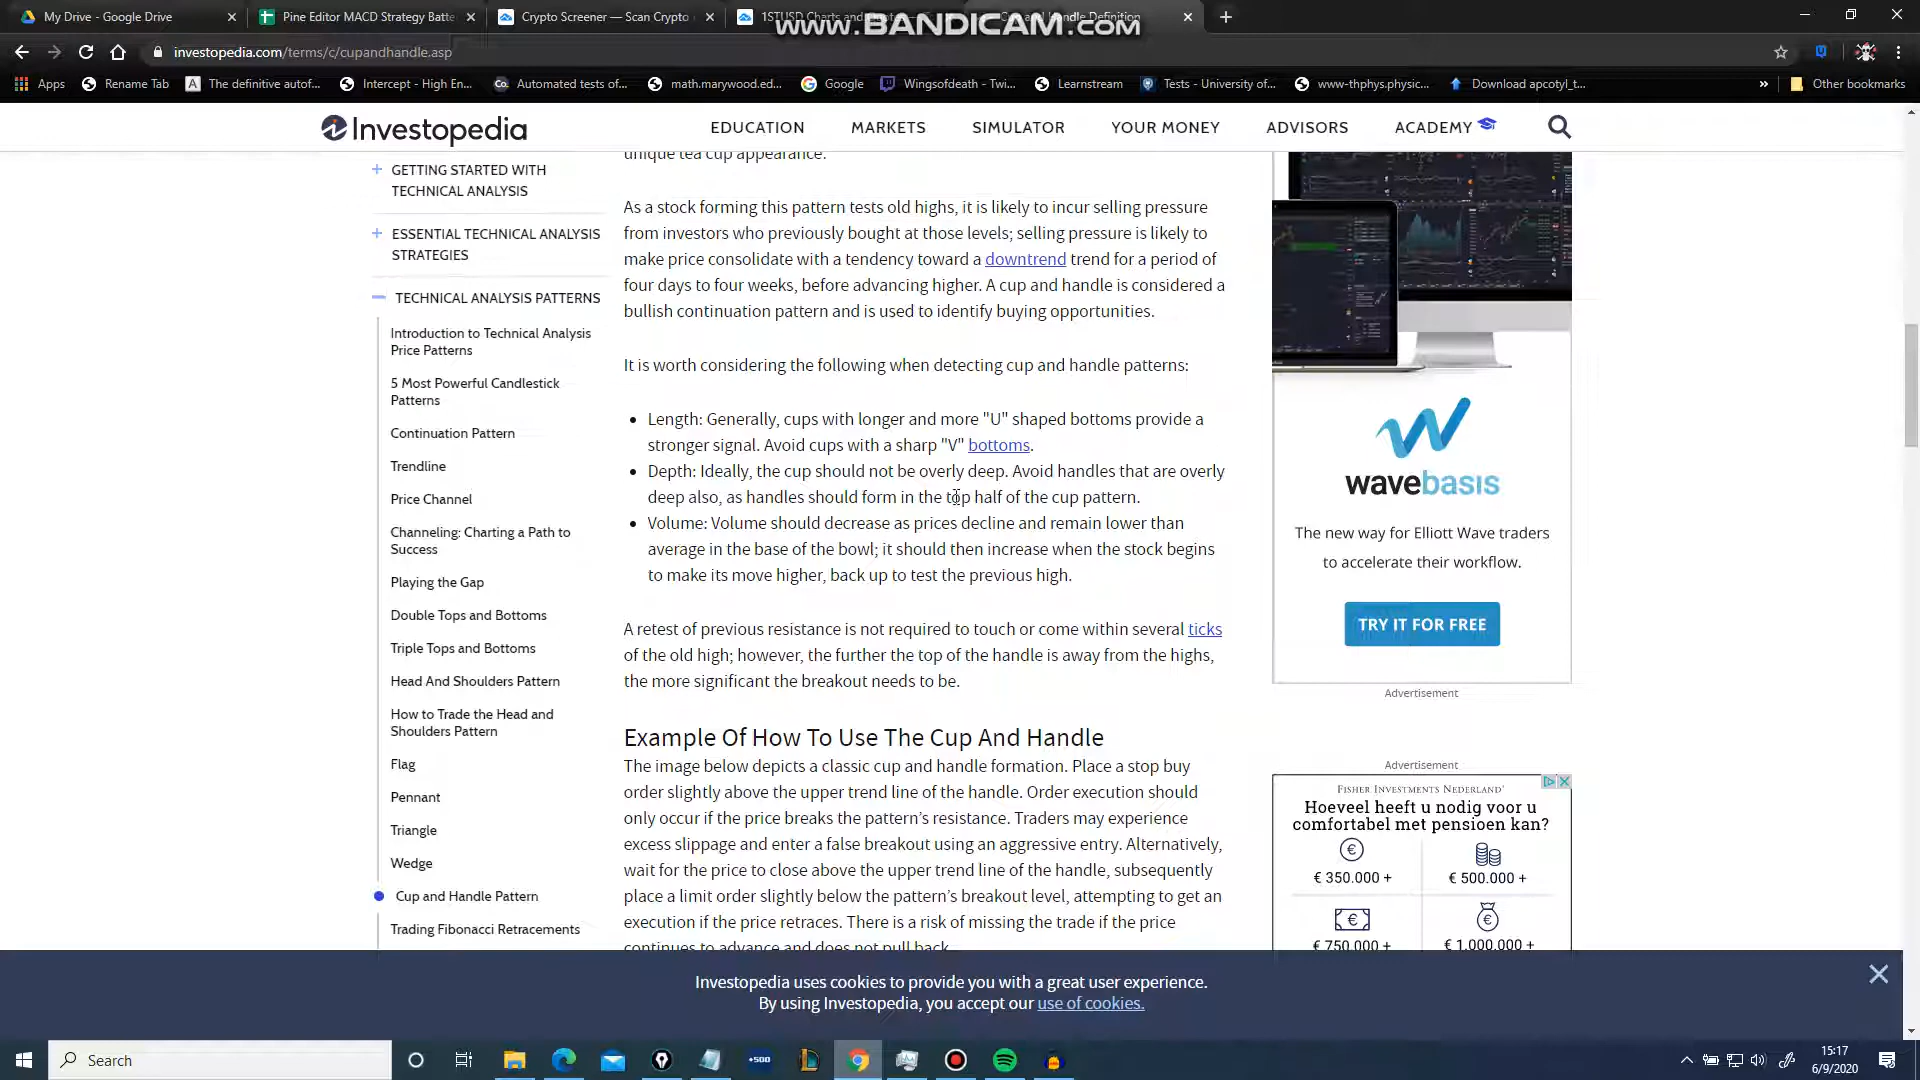 My Drive - Google Drive
Pine Editor MACD Strategy Batte
Crypto Screener — Scan Crypto
1STUSD Charts and
Cup and Handle Definition
www.BANDICAM.com
investopedia.com/terms/c/cupandhandle.asp
Apps
Rename Tab
The definitive autof...
Intercept - High En...
Automated tests of...
math.marywood.ed...
Google
Wingsofdeath - Twi...
Learnstream
Tests - University of...
www-thphys.physic...
Download apcotyl_t...
»
Other bookmarks
Investopedia
EDUCATION
MARKETS
SIMULATOR
YOUR MONEY
ADVISORS
ACADEMY
GETTING STARTED WITH
TECHNICAL ANALYSIS
ESSENTIAL TECHNICAL ANALYSIS
STRATEGIES
TECHNICAL ANALYSIS PATTERNS
Introduction to Technical Analysis
Price Patterns
5 Most Powerful Candlestick
Patterns
Continuation Pattern
Trendline
Price Channel
Channeling: Charting a Path to
Success
Playing the Gap
Double Tops and Bottoms
Triple Tops and Bottoms
Head And Shoulders Pattern
How to Trade the Head and
Shoulders Pattern
Flag
Pennant
Triangle
Wedge
Cup and Handle Pattern
Trading Fibonacci Retracements
unique tea cup appearance.
As a stock forming this pattern tests old highs, it is likely to incur selling pressure
from investors who previously bought at those levels; selling pressure is likely to
make price consolidate with a tendency toward a downtrend trend for a period of
four days to four weeks, before advancing higher. A cup and handle is considered a
bullish continuation pattern and is used to identify buying opportunities.
It is worth considering the following when detecting cup and handle patterns:
• Length: Generally, cups with longer and more "U" shaped bottoms provide a
stronger signal. Avoid cups with a sharp "V" bottoms.
• Depth: Ideally, the cup should not be overly deep. Avoid handles that are overly
deep also, as handles should form in the top half of the cup pattern.
• Volume: Volume should decrease as prices decline and remain lower than
average in the base of the bowl; it should then increase when the stock begins
to make its move higher, back up to test the previous high.
A retest of previous resistance is not required to touch or come within several ticks
of the old high; however, the further the top of the handle is away from the highs,
the more significant the breakout needs to be.
Example Of How To Use The Cup And Handle
The image below depicts a classic cup and handle formation. Place a stop buy
order slightly above the upper trend line of the handle. Order execution should
only occur if the price breaks the pattern's resistance. Traders may experience
excess slippage and enter a false breakout using an aggressive entry. Alternatively,
wait for the price to close above the upper trend line of the handle, subsequently
place a limit order slightly below the pattern's breakout level, attempting to get an
execution if the price retraces. There is a risk of missing the trade if the price
continues to advance and does not pull back.
wavebasis
The new way for Elliott Wave traders
to accelerate their workflow.
TRY IT FOR FREE
Advertisement
Advertisement
FISHER INVESTMENTS NEDERLAND
Hoeveel heeft u nodig voor u
comfortabel met pensioen kan?
€ 350.000 +
€ 500.000 +
€ 750.000 +
€ 1.000.000 +
Investopedia uses cookies to provide you with a great user experience.
By using Investopedia, you accept our use of cookies.
Search
+500
15:17
6/9/2020